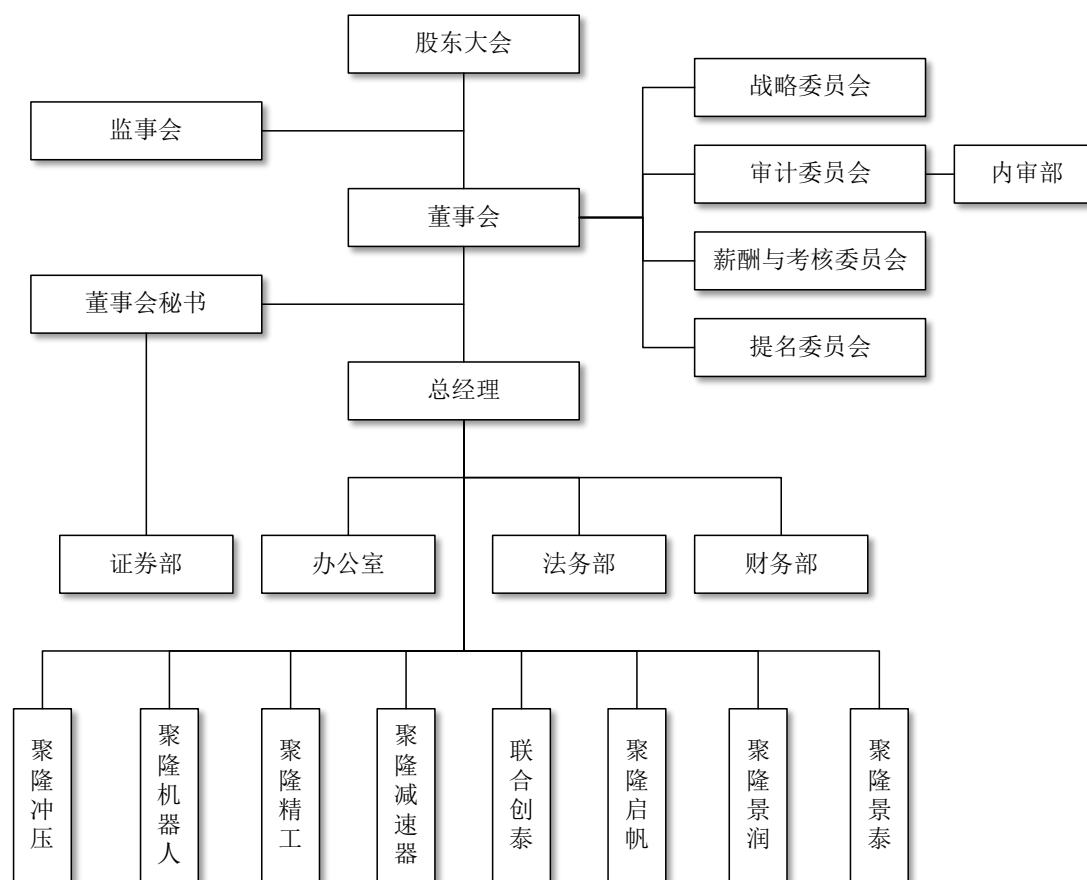 股东大会
战略委员会
监事会
审计委员会
内审部
董事会
薪酬与考核委员会
董事会秘书
提名委员会
总经理
证券部
办公室
法务部
财务部
聚隆冲压
聚隆机器人
聚隆精工
聚隆减速器
联合创泰
聚隆启帆
聚隆景润
聚隆景泰